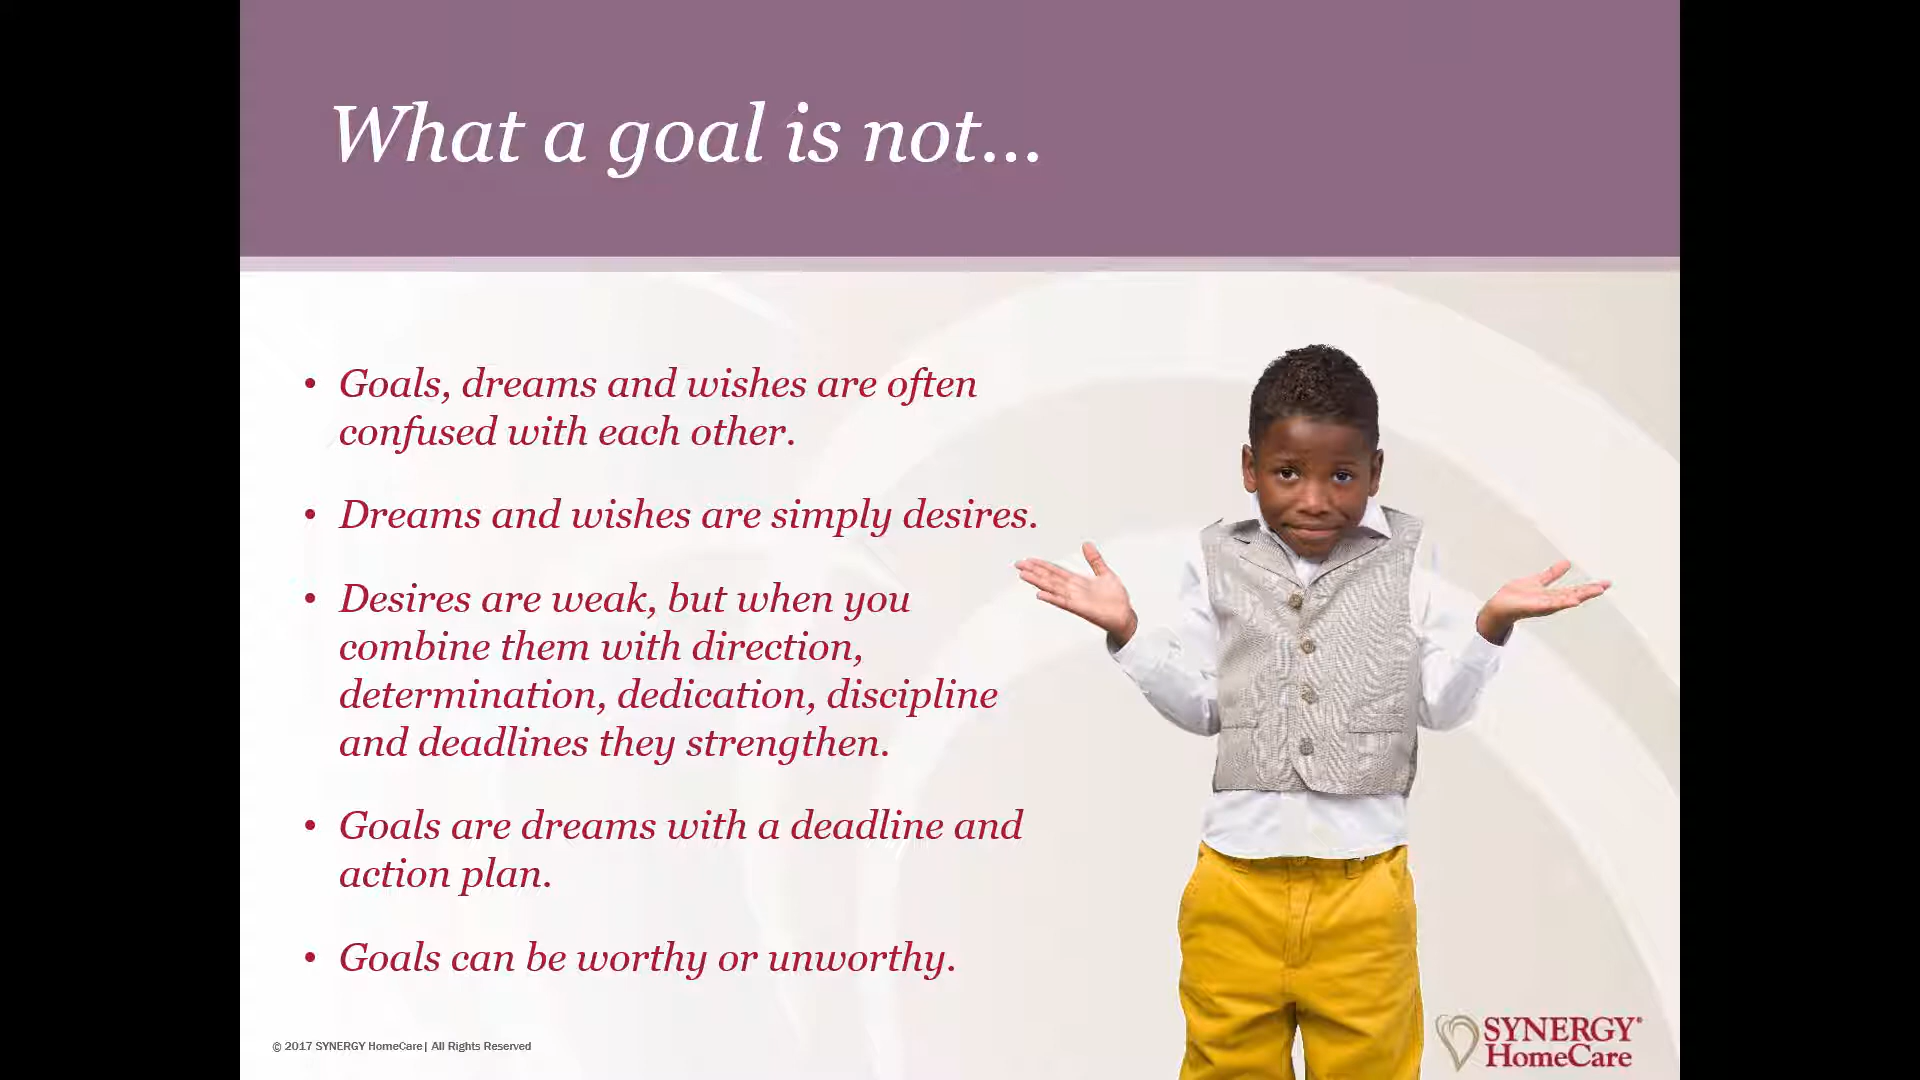 What a goal is not...
• Goals, dreams and wishes are often
confused with each other.
• Dreams and wishes are simply desires.
• Desires are weak, but when you
combine them with direction,
determination, dedication, discipline
and deadlines they strengthen.
• Goals are dreams with a deadline and
action plan.
• Goals can be worthy or unworthy.
© 2017 SYNERGY HomeCare| All Rights Reserved
SYNERGY®
HomeCare